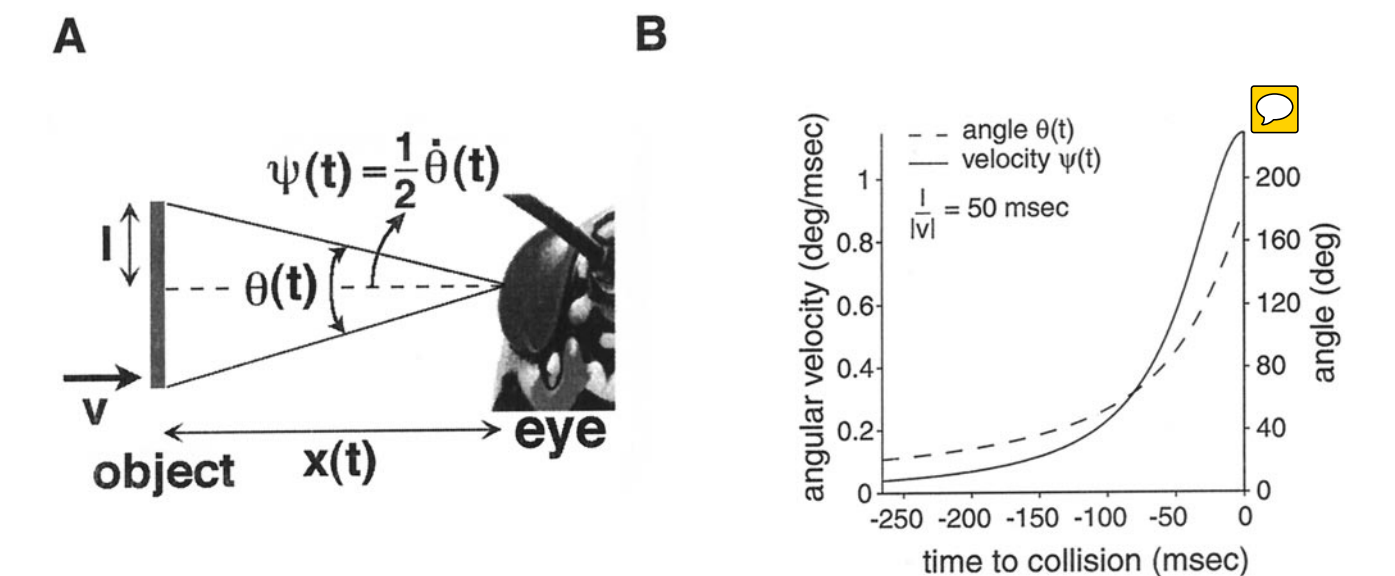 A
B
ψ(t) = 1/2 θ̇(t)
l
θ(t)
v
object
x(t)
eye
angular velocity (deg/msec)
1
0.8
0.6
0.4
0.2
0
angle θ(t)
velocity ψ(t)
l/|v| = 50 msec
200
160
120
80
40
0
angle (deg)
-250 -200 -150 -100 -50 0
time to collision (msec)